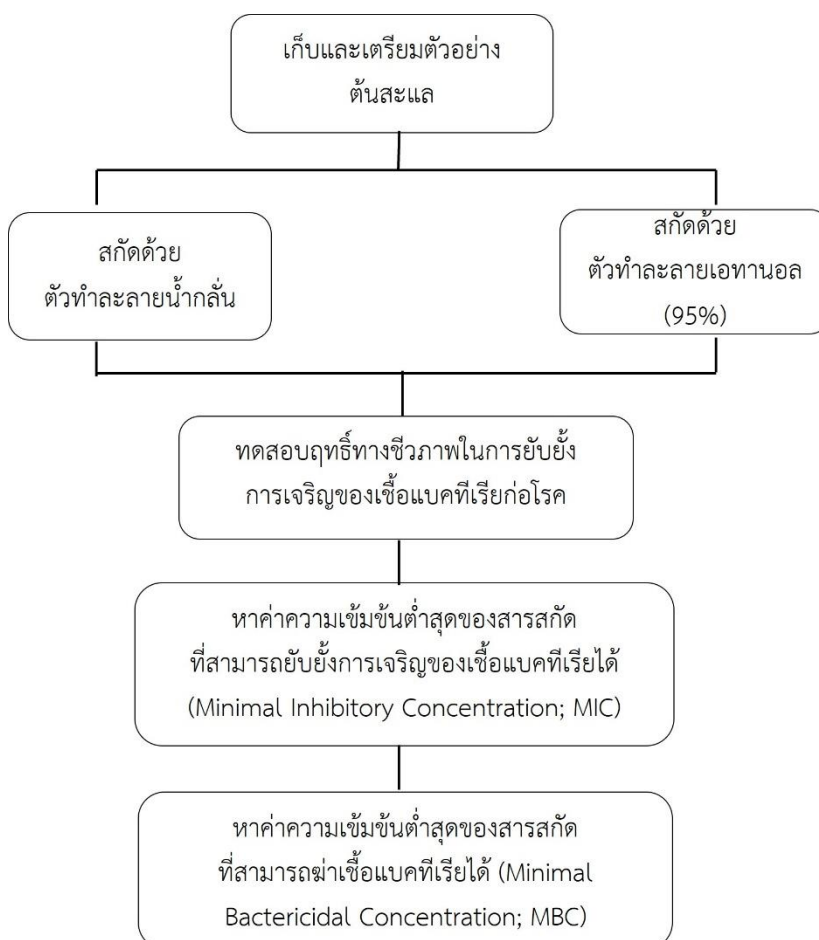 เก็บและเตรียมตัวอย่าง
ต้นสะแล
สกัดด้วย
ตัวทำละลายน้ำกลั่น
สกัดด้วย
ตัวทำละลายเอทานอล
(95%)
ทดสอบฤทธิ์ทางชีวภาพในการยับยั้ง
การเจริญของเชื้อแบคทีเรียก่อโรค
หาค่าความเข้มข้นต่ำสุดของสารสกัด
ที่สามารถยับยั้งการเจริญของเชื้อแบคทีเรียได้
(Minimal Inhibitory Concentration; MIC)
หาค่าความเข้มข้นต่ำสุดของสารสกัด
ที่สามารถฆ่าเชื้อแบคทีเรียได้ (Minimal
Bactericidal Concentration; MBC)